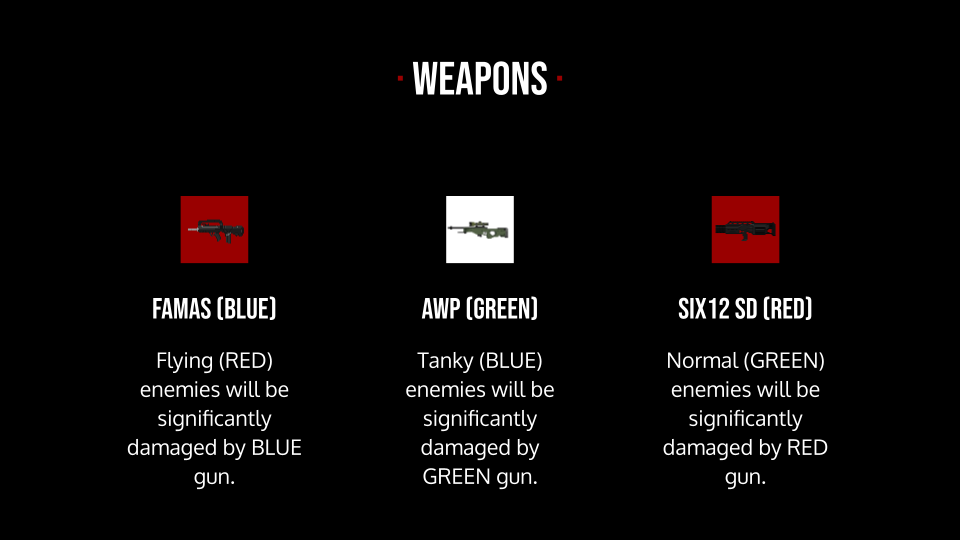 · WEAPONS ·
FAMAS (BLUE)
Flying (RED)
enemies will be
significantly
damaged by BLUE
gun.
AWP (GREEN)
Tanky (BLUE)
enemies will be
significantly
damaged by
GREEN gun.
SIX12 SD (RED)
Normal (GREEN)
enemies will be
significantly
damaged by RED
gun.